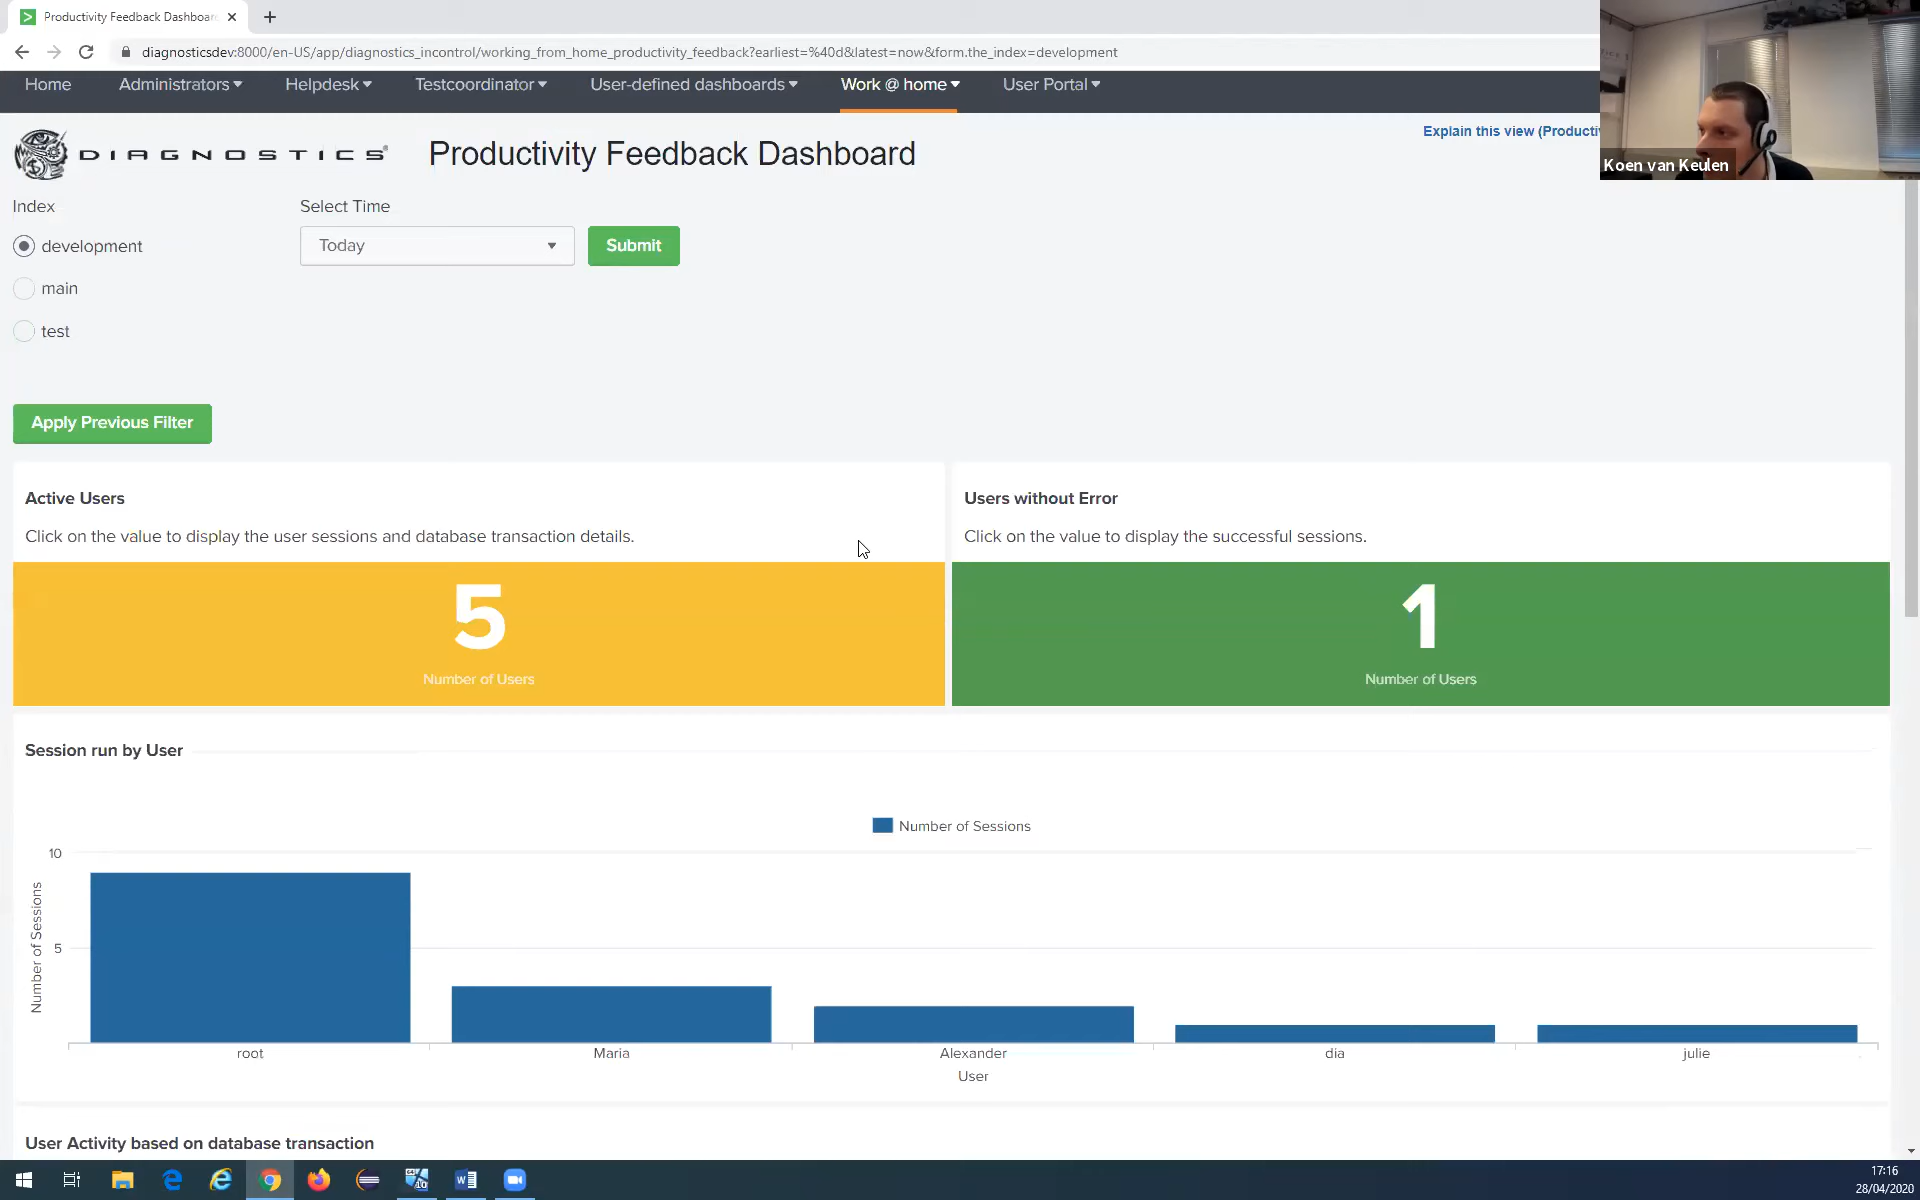 Productivity Feedback Dashboar
diagnosticsdev:8000/en-US/app/diagnostics_incontrol/working_from_home_productivity_feedback?earliest=%40d&latest=now&form.the_index=development
Home Administrators Helpdesk Testcoordinator User-defined dashboards Work @ home User Portal
Explain this view (Producti
Koen van Keulen
DIAGNOSTICS® Productivity Feedback Dashboard
Index Select Time
development Today Submit
main
test
Apply Previous Filter
Active Users
Click on the value to display the user sessions and database transaction details.
5
Number of Users
Users without Error
Click on the value to display the successful sessions.
1
Number of Users
Session run by User
Number of Sessions
10
5
Number of Sessions
root Maria Alexander dia julie
User
User Activity based on database transaction
17:16
28/04/2020